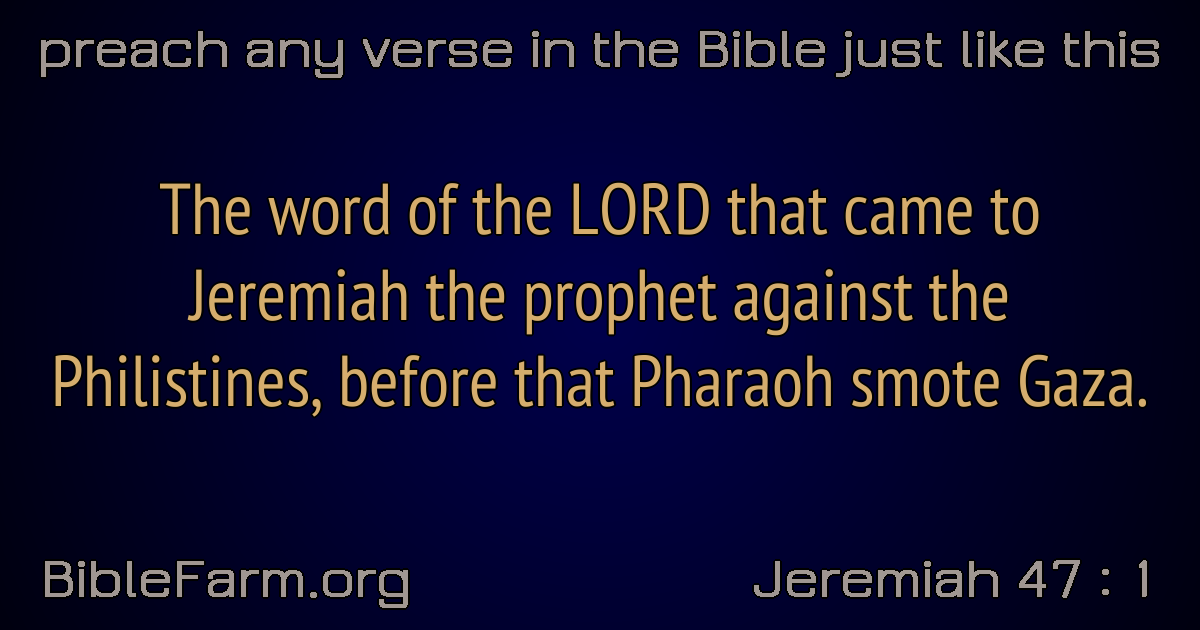 preach any verse in the Bible just like this
The word of the LORD that came to
Jeremiah the prophet against the
Philistines, before that Pharaoh smote Gaza.
BibleFarm.org
Jeremiah 47 : 1